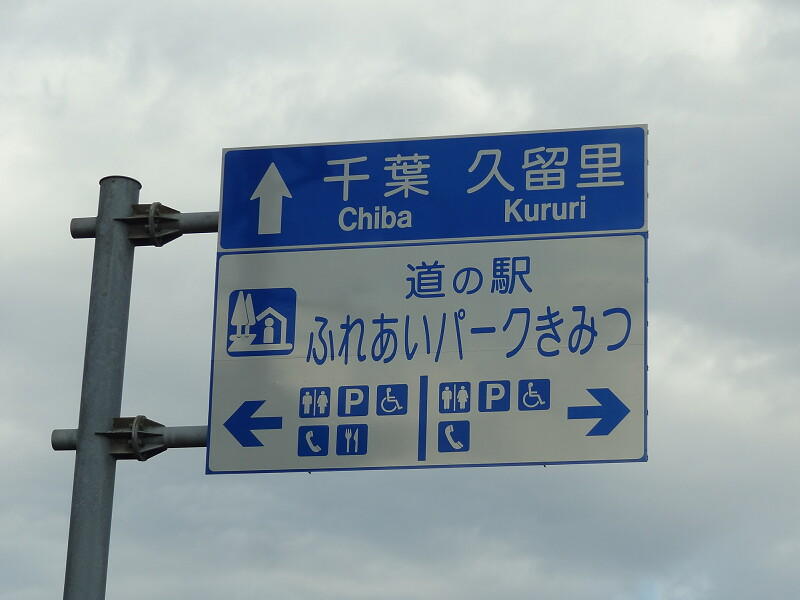 千葉 久留里
Chiba Kururi
道の駅
ふれあいパークきみつ
P P